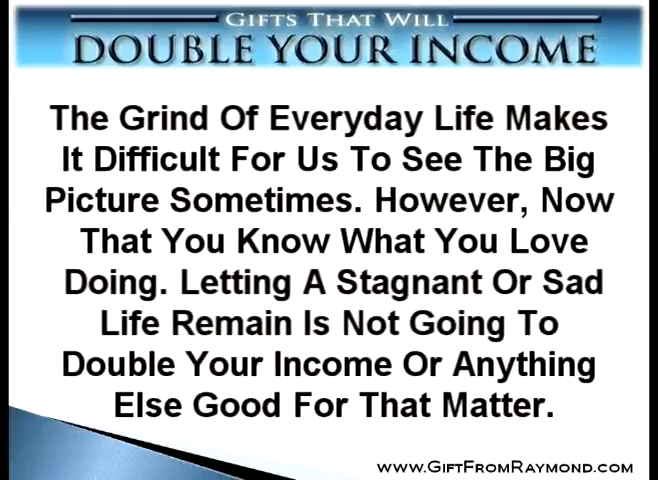 Gifts That Will
Double Your Income
The Grind Of Everyday Life Makes
It Difficult For Us To See The Big
Picture Sometimes. However, Now
That You Know What You Love
Doing. Letting A Stagnant Or Sad
Life Remain Is Not Going To
Double Your Income Or Anything
Else Good For That Matter.
www.GiftFromRaymond.com